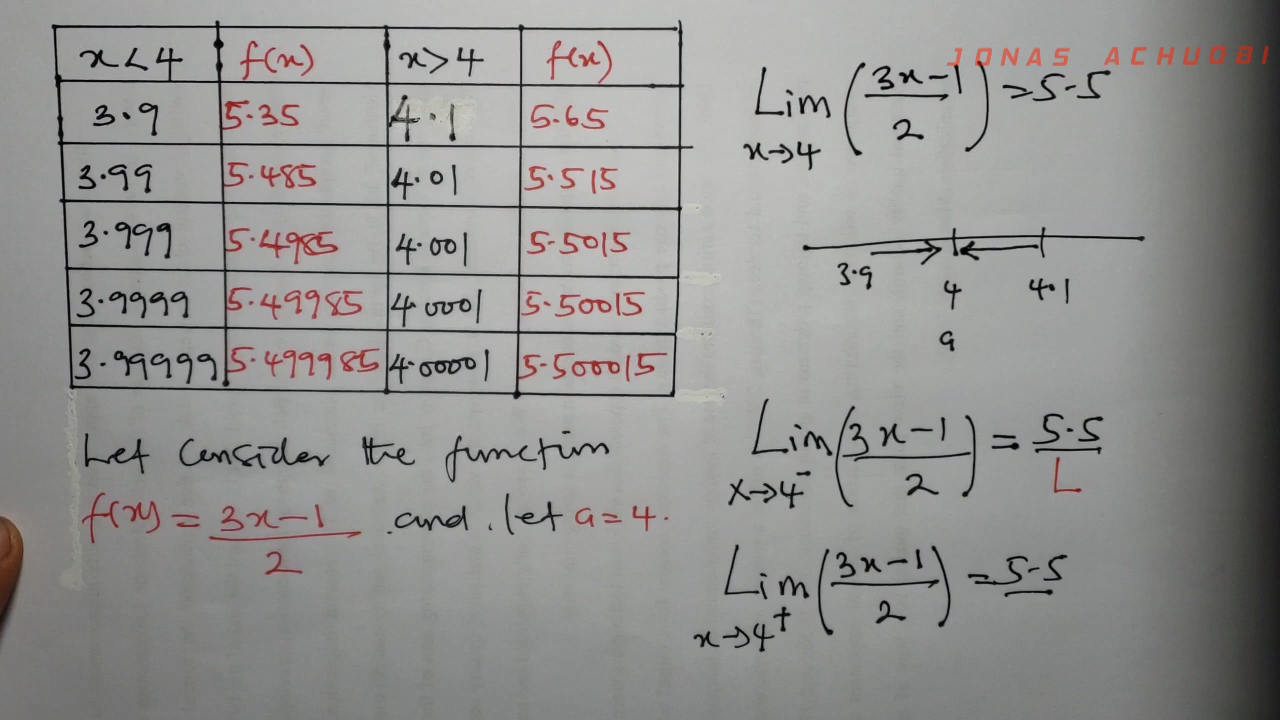 JONAS ACHUOBI
x<4 f(x) x>4 f(x)
3.9 5.35 4.1 5.65
3.99 5.485 4.01 5.515
3.999 5.4985 4.001 5.5015
3.9999 5.49985 4.0001 5.50015
3.99999 5.499985 4.00001 5.500015
Let Consider the function
f(x) = 3x-1/2 and let a=4.
Lim x→4 (3x-1/2) = 5.5
3.9 4 4.1
a
Lim x→4⁻ (3x-1/2) = 5.5
L
Lim x→4⁺ (3x-1/2) = 5.5